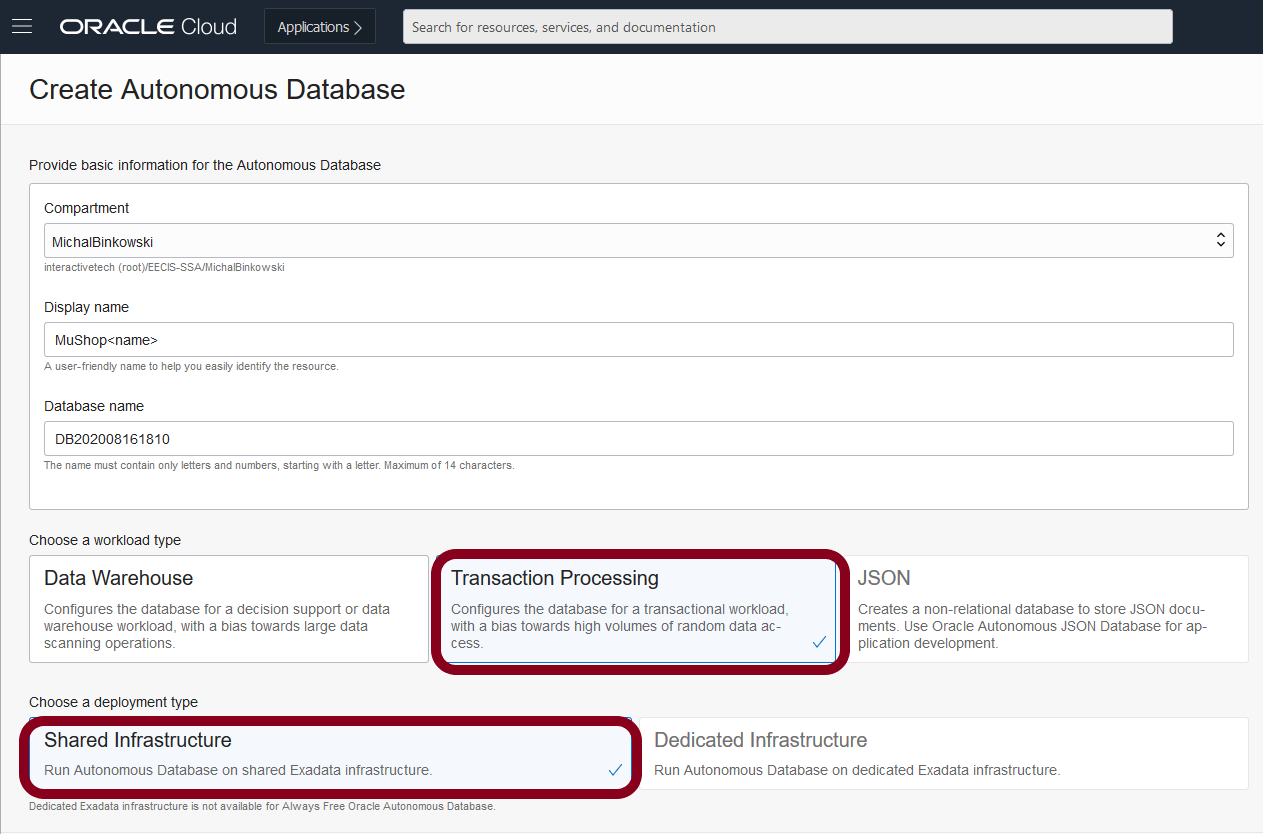 ORACLE Cloud
Applications
Search for resources, services, and documentation
Create Autonomous Database
Provide basic information for the Autonomous Database
Compartment
MichalBinkowski
interactivetech (root)/EECIS-SSA/MichalBinkowski
Display name
MuShop<name>
A user-friendly name to help you easily identify the resource.
Database name
DB202008161810
The name must contain only letters and numbers, starting with a letter. Maximum of 14 characters.
Choose a workload type
Data Warehouse
Configures the database for a decision support or data
warehouse workload, with a bias towards large data
scanning operations.
Transaction Processing
Configures the database for a transactional workload,
with a bias towards high volumes of random data ac-
cess.
JSON
Creates a non-relational database to store JSON docu-
ments. Use Oracle Autonomous JSON Database for ap-
plication development.
Choose a deployment type
Shared Infrastructure
Run Autonomous Database on shared Exadata infrastructure.
Dedicated Infrastructure
Run Autonomous Database on dedicated Exadata infrastructure.
Dedicated Exadata infrastructure is not available for Always Free Oracle Autonomous Database.